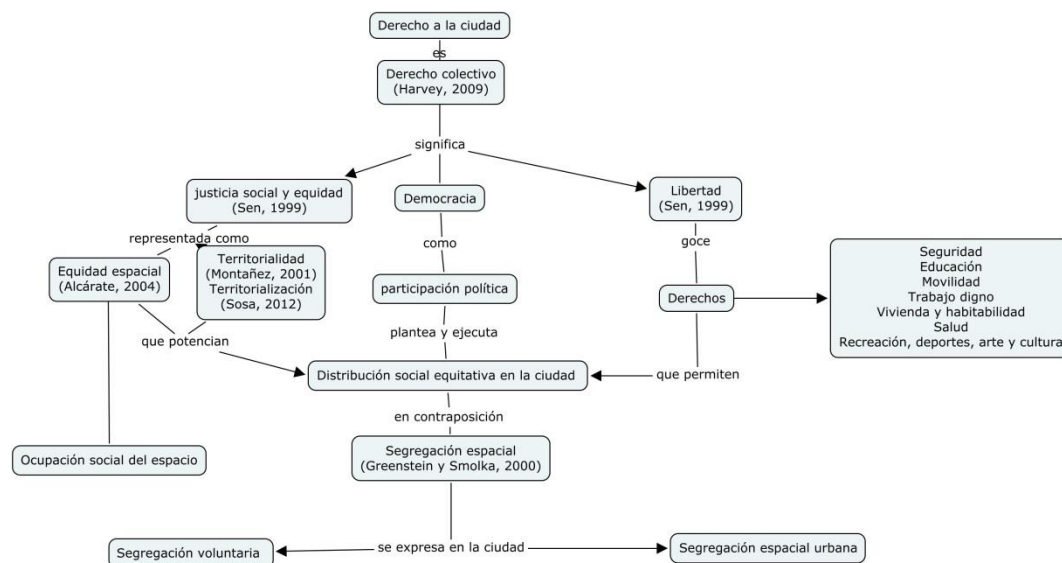 Derecho a la ciudad
es
Derecho colectivo
(Harvey, 2009)
significa
justicia social y equidad
(Sen, 1999)
Democracia
Libertad
(Sen, 1999)
representada como
como
goce
Equidad espacial
(Alcárate, 2004)
Territorialidad
(Montañez, 2001)
Territorialización
(Sosa, 2012)
participación política
Derechos
Seguridad
Educación
Movilidad
Trabajo digno
Vivienda y habitabilidad
Salud
Recreación, deportes, arte y cultura
que potencian
plantea y ejecuta
que permiten
Distribución social equitativa en la ciudad
en contraposición
Ocupación social del espacio
Segregación espacial
(Greenstein y Smolka, 2000)
se expresa en la ciudad
Segregación voluntaria
Segregación espacial urbana